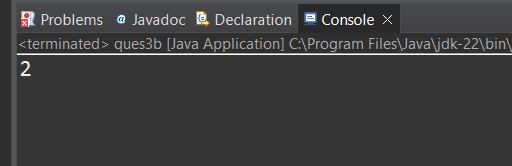 Problems @ Javadoc Declaration Console
<terminated> ques3b [Java Application] C:\Program Files\Java\jdk-22\bin\
2